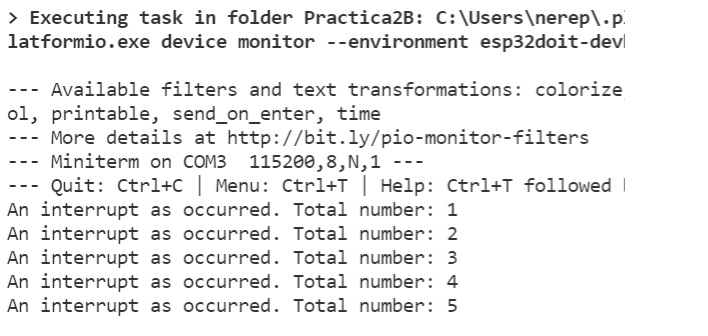 > Executing task in folder Practica2B: C:\Users\nerep\.p
latformio.exe device monitor --environment esp32doit-dev
--- Available filters and text transformations: colorize,
ol, printable, send_on_enter, time
--- More details at http://bit.ly/pio-monitor-filters
--- Miniterm on COM3  115200,8,N,1 ---
--- Quit: Ctrl+C | Menu: Ctrl+T | Help: Ctrl+T followed
An interrupt as occurred. Total number: 1
An interrupt as occurred. Total number: 2
An interrupt as occurred. Total number: 3
An interrupt as occurred. Total number: 4
An interrupt as occurred. Total number: 5